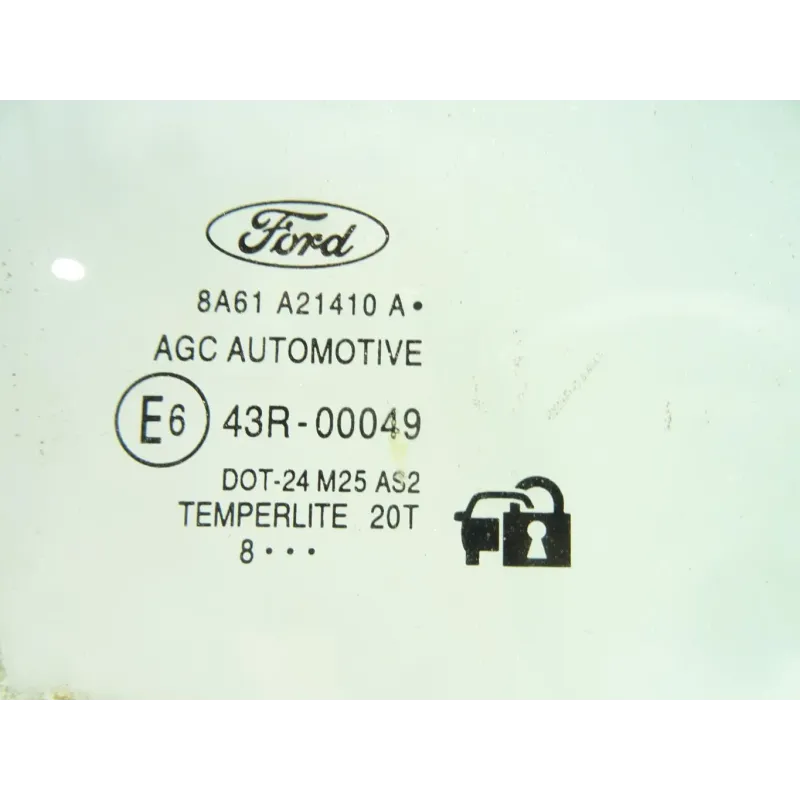 Ford
8A61 A21410 A•
AGC AUTOMOTIVE
E6 43R-00049
DOT-24 M25 AS2
TEMPERLITE 20T
8•••